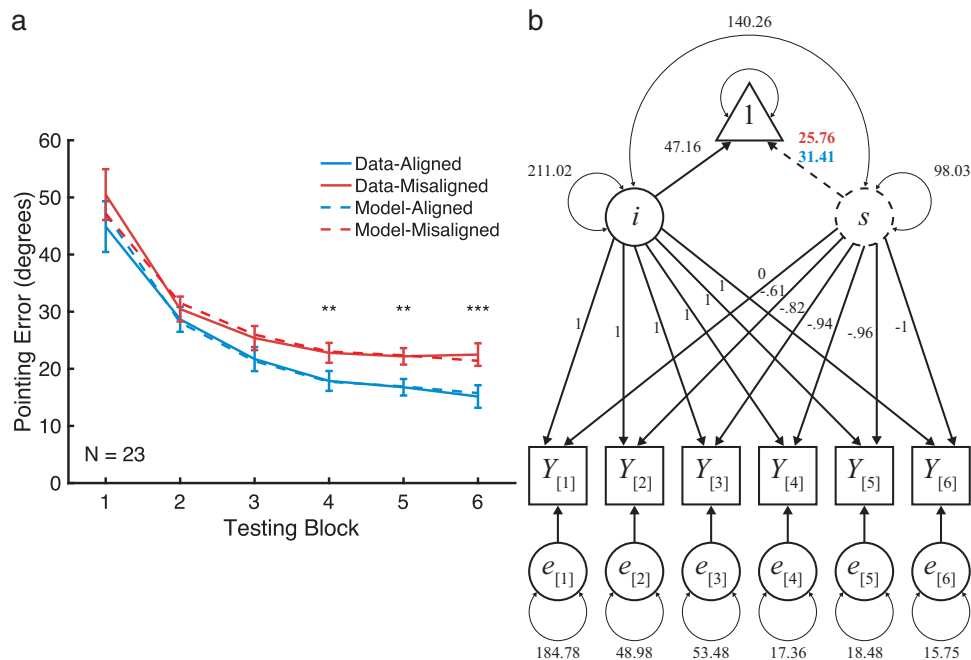 a
60
50
40
30
20
10
0
Pointing Error (degrees)
Data-Aligned
Data-Misaligned
Model-Aligned
Model-Misaligned
** ** ***
N = 23
1 2 3 4 5 6
Testing Block
b
140.26
1
47.16
25.76
31.41
211.02
98.03
i
s
0
1 -.61
1 -.82
1 1 1 1 -.94 -.96 -1
Y[1] Y[2] Y[3] Y[4] Y[5] Y[6]
e[1] e[2] e[3] e[4] e[5] e[6]
184.78 48.98 53.48 17.36 18.48 15.75